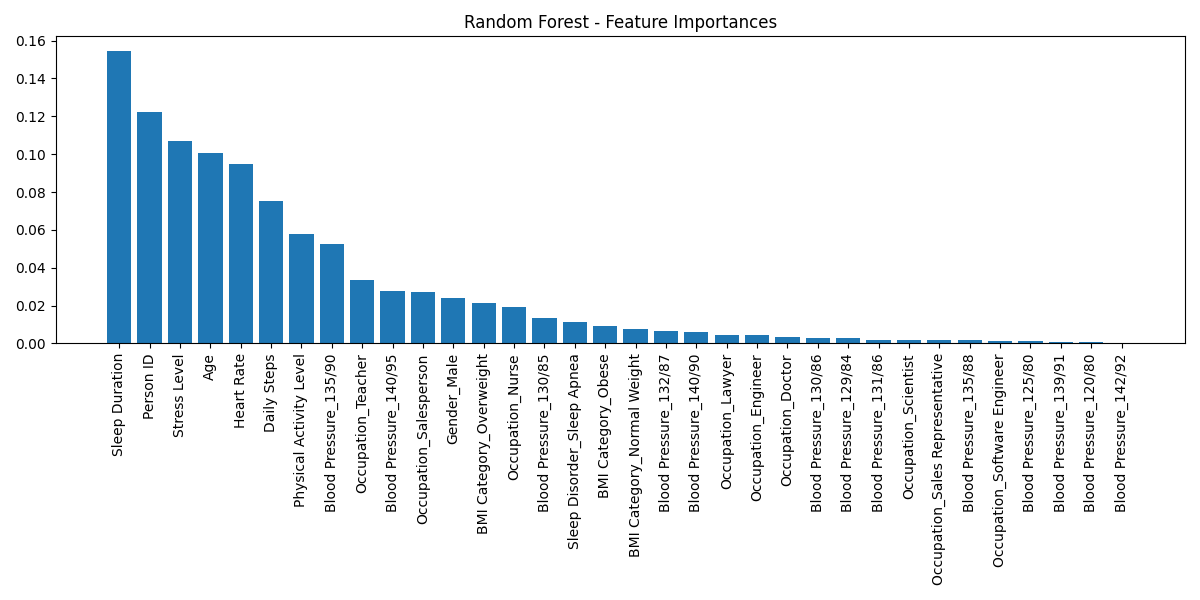 Random Forest - Feature Importances
0.16
0.14
0.12
0.10
0.08
0.06
0.04
0.02
0.00
Sleep Duration
Person ID
Stress Level
Age
Heart Rate
Daily Steps
Physical Activity Level
Blood Pressure_135/90
Occupation_Teacher
Blood Pressure_140/95
Occupation_Salesperson
Gender_Male
BMI Category_Overweight
Occupation_Nurse
Blood Pressure_130/85
Sleep Disorder_Sleep Apnea
BMI Category_Obese
BMI Category_Normal Weight
Blood Pressure_132/87
Blood Pressure_140/90
Occupation_Lawyer
Occupation_Engineer
Occupation_Doctor
Blood Pressure_130/86
Blood Pressure_129/84
Blood Pressure_131/86
Occupation_Scientist
Occupation_Sales Representative
Blood Pressure_135/88
Occupation_Software Engineer
Blood Pressure_125/80
Blood Pressure_139/91
Blood Pressure_120/80
Blood Pressure_142/92